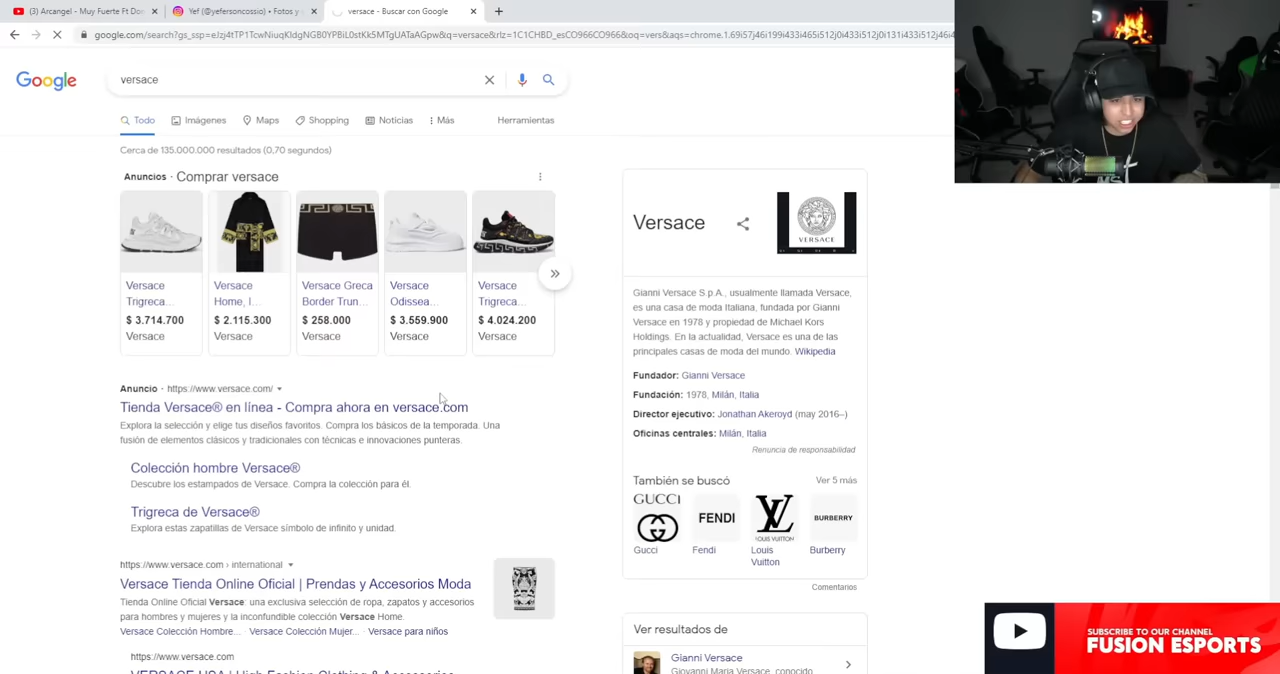 (3) Arcangel - Muy Fuerte Ft Do
Yef (@yefersoncossio) • Fotos y
versace - Buscar con Google
google.com/search?gs_ssp=
versace
Google
Todo
Imágenes
Maps
Shopping
Noticias
Más
Herramientas
Cerca de 135.000.000 resultados (0,70 segundos)
Anuncios · Comprar versace
Versace Trigreca...
$ 3.714.700
Versace
Versace Home, I...
$ 2.115.300
Versace
Versace Greca Border Trun...
$ 258.000
Versace
Versace Odissea...
$ 3.559.900
Versace
Versace Trigreca...
$ 4.024.200
Versace
Anuncio · https://www.versace.com/
Tienda Versace® en línea - Compra ahora en versace.com
Explora la selección y elige tus diseños favoritos. Compra los básicos de la temporada. Una
fusión de elementos clásicos y tradicionales con técnicas e innovaciones punteras.
Colección hombre Versace®
Descubre los estampados de Versace. Compra la colección para él.
Trigreca de Versace®
Explora estas zapatillas de Versace símbolo de infinito y unidad.
https://www.versace.com › international
Versace Tienda Online Oficial | Prendas y Accesorios Moda
Tienda Online Oficial Versace: una exclusiva selección de ropa, zapatos y accesorios
para hombres y mujeres y la inconfundible colección Versace Home.
Versace Colección Hombre... · Versace Colección Mujer... · Versace para niños
https://www.versace.com
VERSACE USA | High Fashion Clothing & Accessories
Versace
VERSACE
Gianni Versace S.p.A., usualmente llamada Versace,
es una casa de moda Italiana, fundada por Gianni
Versace en 1978 y propiedad de Michael Kors
Holdings. En la actualidad, Versace es una de las
principales casas de moda del mundo. Wikipedia
Fundador: Gianni Versace
Fundación: 1978, Milán, Italia
Director ejecutivo: Jonathan Akeroyd (may 2016–)
Oficinas centrales: Milán, Italia
Renuncia de responsabilidad
También se buscó
Ver 5 más
GUCCI
FENDI
LV
LOUIS VUITTON
BURBERRY
Gucci
Fendi
Louis
Vuitton
Burberry
Comentarios
Ver resultados de
Gianni Versace
Giovanni Maria Versace, conocido
SUBSCRIBE TO OUR CHANNEL
FUSION ESPORTS